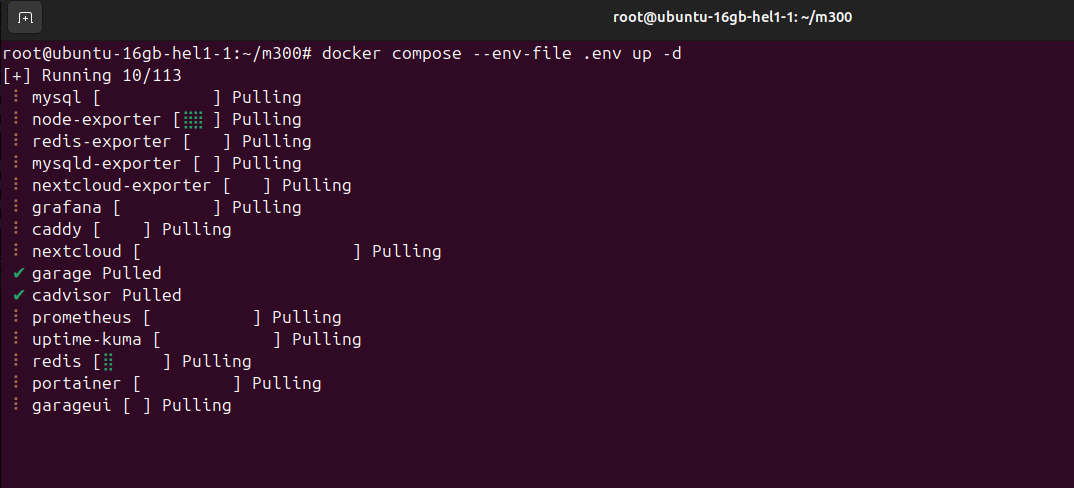 root@ubuntu-16gb-hel1-1: ~/m300
root@ubuntu-16gb-hel1-1:~/m300# docker compose --env-file .env up -d
[+] Running 10/113
⠸ mysql [           ] Pulling
⠸ node-exporter [⣿⣿ ] Pulling
⠸ redis-exporter [   ] Pulling
⠸ mysqld-exporter [ ] Pulling
⠸ nextcloud-exporter [   ] Pulling
⠸ grafana [         ] Pulling
⠸ caddy [    ] Pulling
⠸ nextcloud [                     ] Pulling
✔ garage Pulled
✔ cadvisor Pulled
⠸ prometheus [          ] Pulling
⠸ uptime-kuma [           ] Pulling
⠸ redis [⣿     ] Pulling
⠸ portainer [         ] Pulling
⠸ garageui [ ] Pulling